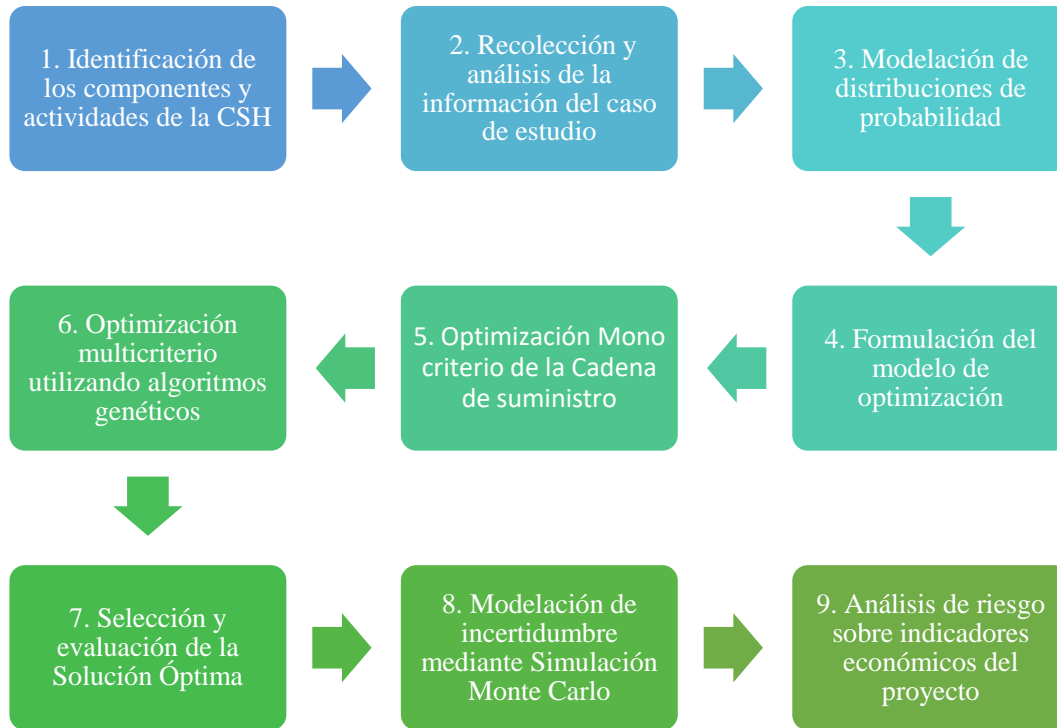 1. Identificación de
los componentes y
actividades de la CSH
2. Recolección y
análisis de la
información del caso
de estudio
3. Modelación de
distribuciones de
probabilidad
4. Formulación del
modelo de
optimización
5. Optimización Mono
criterio de la Cadena
de suministro
6. Optimización
multicriterio
utilizando algoritmos
genéticos
7. Selección y
evaluación de la
Solución Óptima
8. Modelación de
incertidumbre
mediante Simulación
Monte Carlo
9. Análisis de riesgo
sobre indicadores
económicos del
proyecto